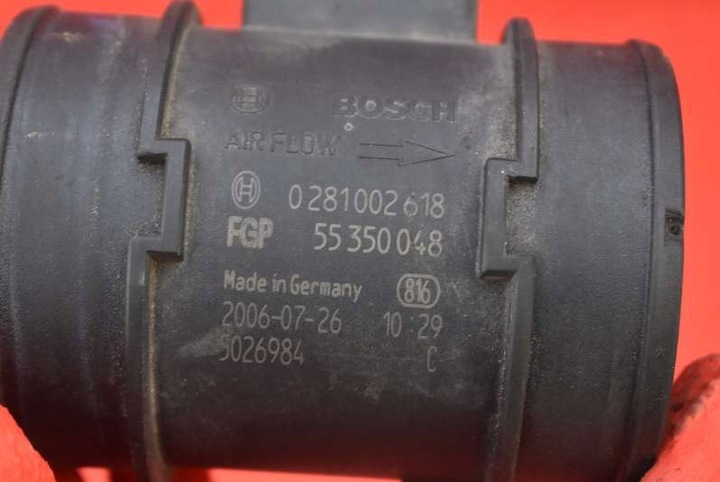 BOSCH
AIR FLOW
0 281 002 618
FGP 55 350 048
Made in Germany 816
2006-07-26 10:29
5026984 C